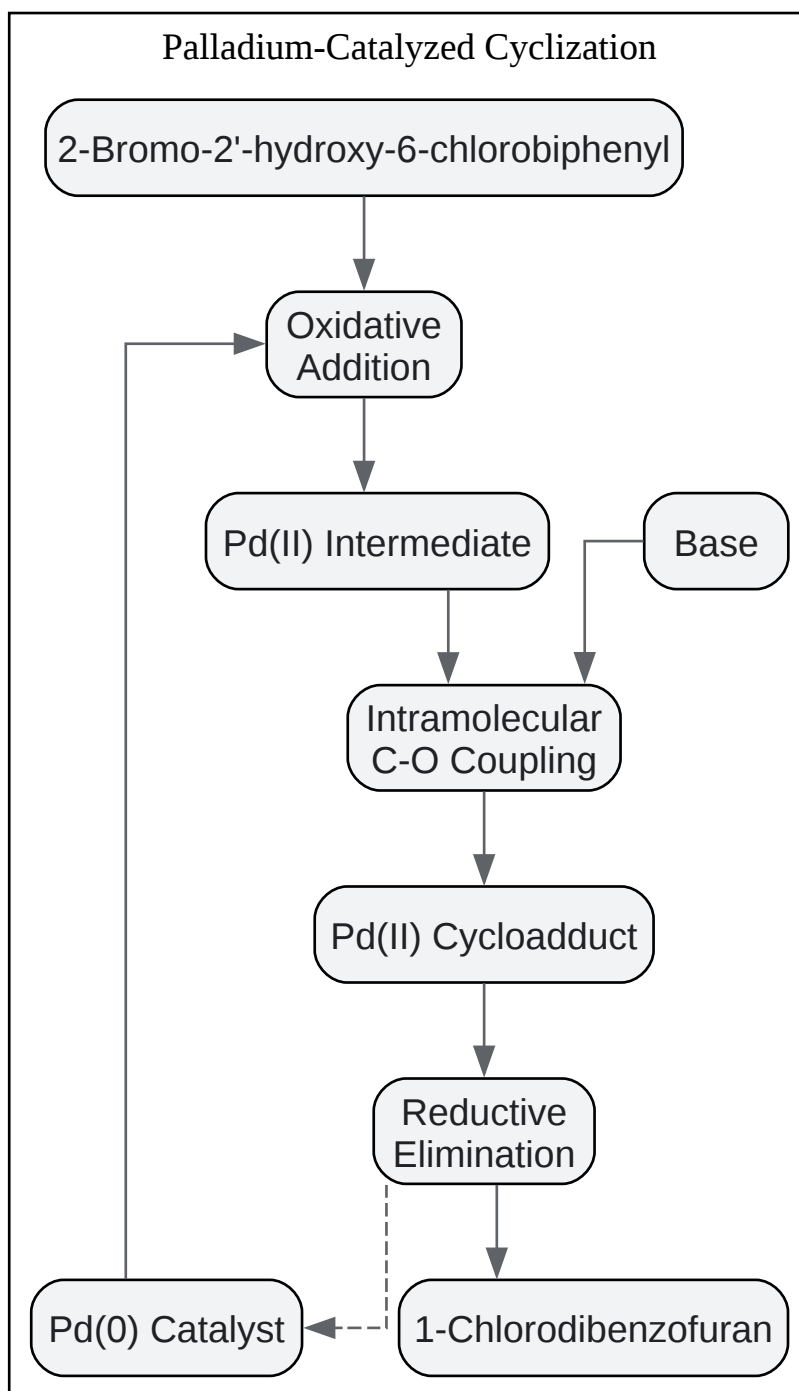 Palladium-Catalyzed Cyclization
2-Bromo-2'-hydroxy-6-chlorobiphenyl
Oxidative
Addition
Pd(II) Intermediate
Base
Intramolecular
C-O Coupling
Pd(II) Cycloadduct
Reductive
Elimination
Pd(0) Catalyst
1-Chlorodibenzofuran